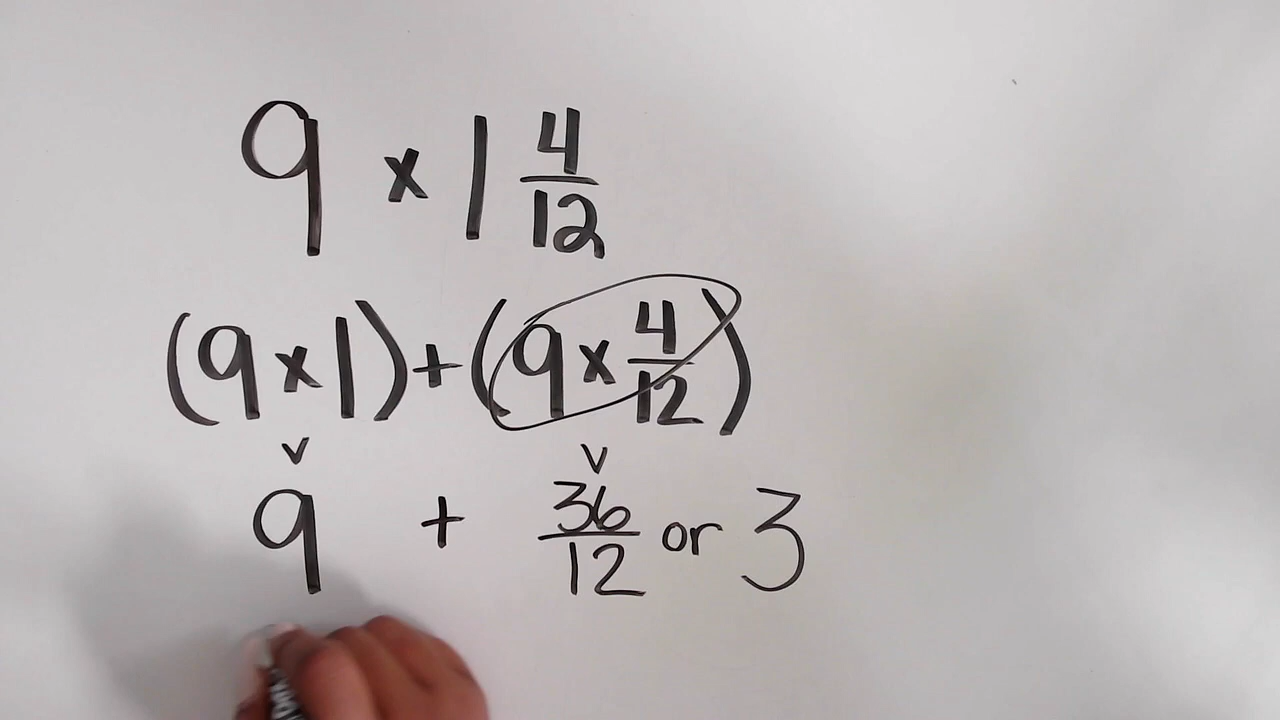 9 x 1 4/12
(9 x 1) + (9 x 4/12)
v v
9 + 36/12 or 3